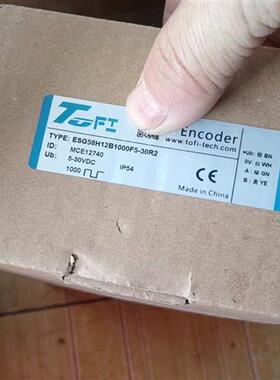 TOFI Encoder
www.tofi-tech.com
TYPE: ESG58H12B1000F5-30R2
ID: MCE12740
Ub: 5-30VDC
1000 IP54
CE
Made in China
+Ub: 棕 BN
0V: 白 WH
A: 绿 GN
B: 黄 YE